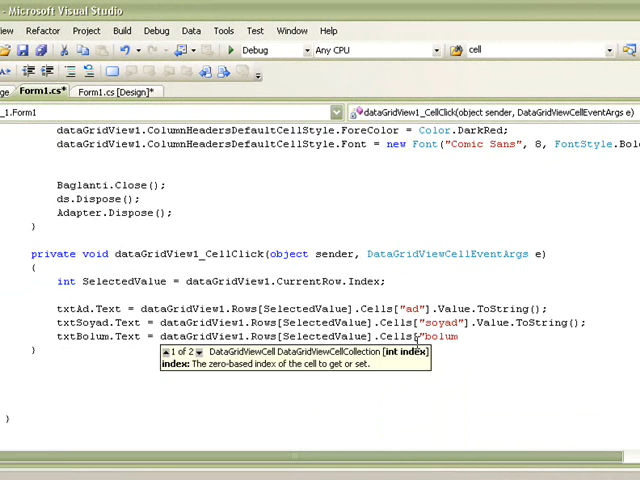 - Microsoft Visual Studio
Refactor Project Build Debug Data Tools Test Window Help
Debug Any CPU cell
ge Form1.cs* Form1.cs [Design]*
_1.Form1 dataGridView1_CellClick(object sender, DataGridViewCellEventArgs e)
dataGridView1.ColumnHeadersDefaultCellStyle.ForeColor = Color.DarkRed;
dataGridView1.ColumnHeadersDefaultCellStyle.Font = new Font("Comic Sans", 8, FontStyle.Bol
Baglanti.Close();
ds.Dispose();
Adapter.Dispose();
}
private void dataGridView1_CellClick(object sender, DataGridViewCellEventArgs e)
{
int SelectedValue = dataGridView1.CurrentRow.Index;
txtAd.Text = dataGridView1.Rows[SelectedValue].Cells["ad"].Value.ToString();
txtSoyad.Text = dataGridView1.Rows[SelectedValue].Cells["soyad"].Value.ToString();
txtBolum.Text = dataGridView1.Rows[SelectedValue].Cells["bolum
} 1 of 2 DataGridViewCell DataGridViewCellCollection [int index]
index: The zero-based index of the cell to get or set.
}